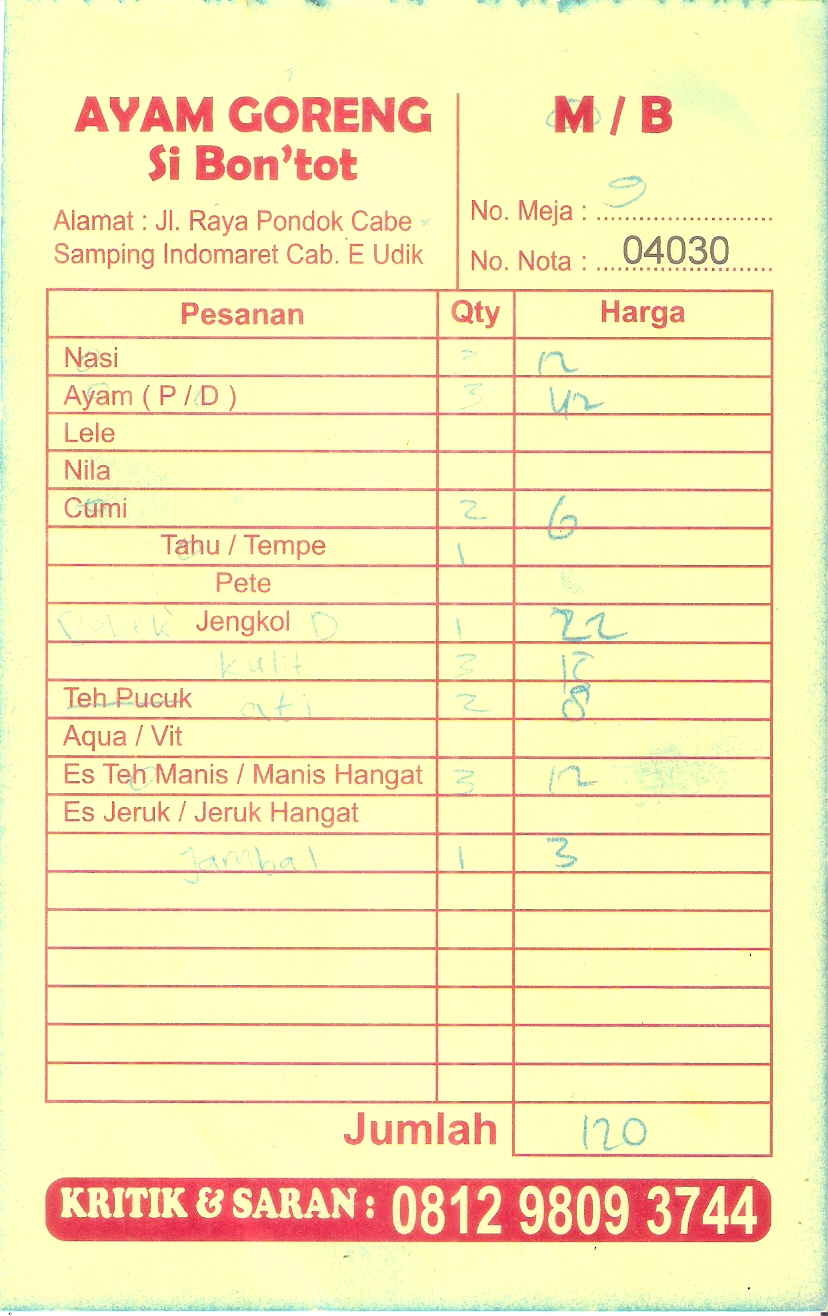 AYAM GORENG
Si Bon'tot
Alamat : Jl. Raya Pondok Cabe
Samping Indomaret Cab. E Udik
M / B
No. Meja : 9
No. Nota : 04030
Pesanan Qty Harga
Nasi 3 12
Ayam ( P / D ) 3 42
Lele
Nila
Cumi 2 6
Tahu / Tempe 1
Pete
Jengkol D 1 22
kulit 3
Teh Pucuk ati 2 8
Aqua / Vit
Es Teh Manis / Manis Hangat 3 12
Es Jeruk / Jeruk Hangat
Jambal 1 3
Jumlah 120
KRITIK & SARAN : 0812 9809 3744